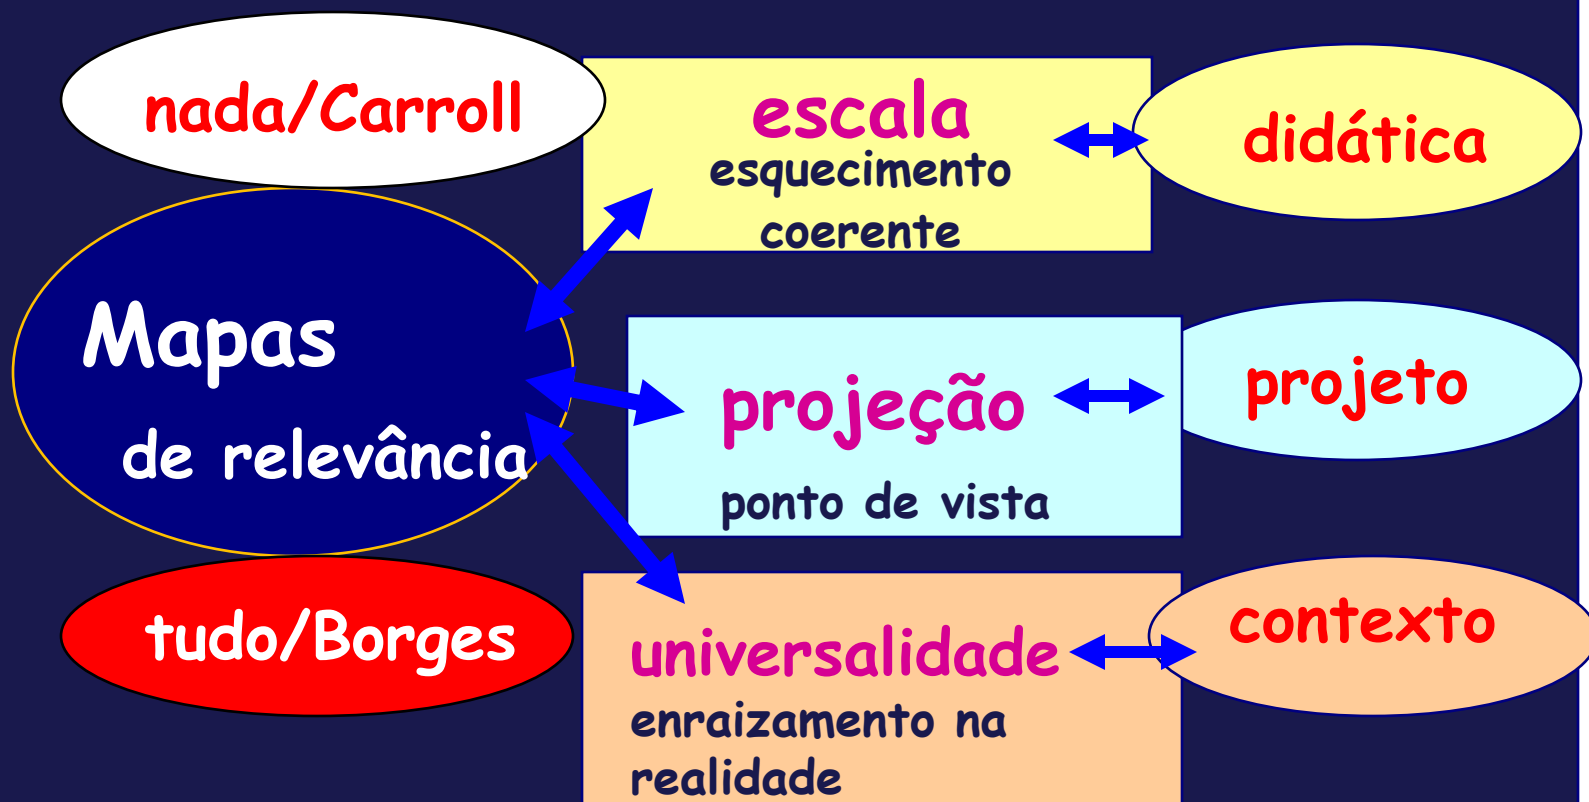 nada/Carroll
escala
esquecimento
coerente
didática
Mapas
de relevância
projeção
ponto de vista
projeto
tudo/Borges
universalidade
enraizamento na
realidade
contexto